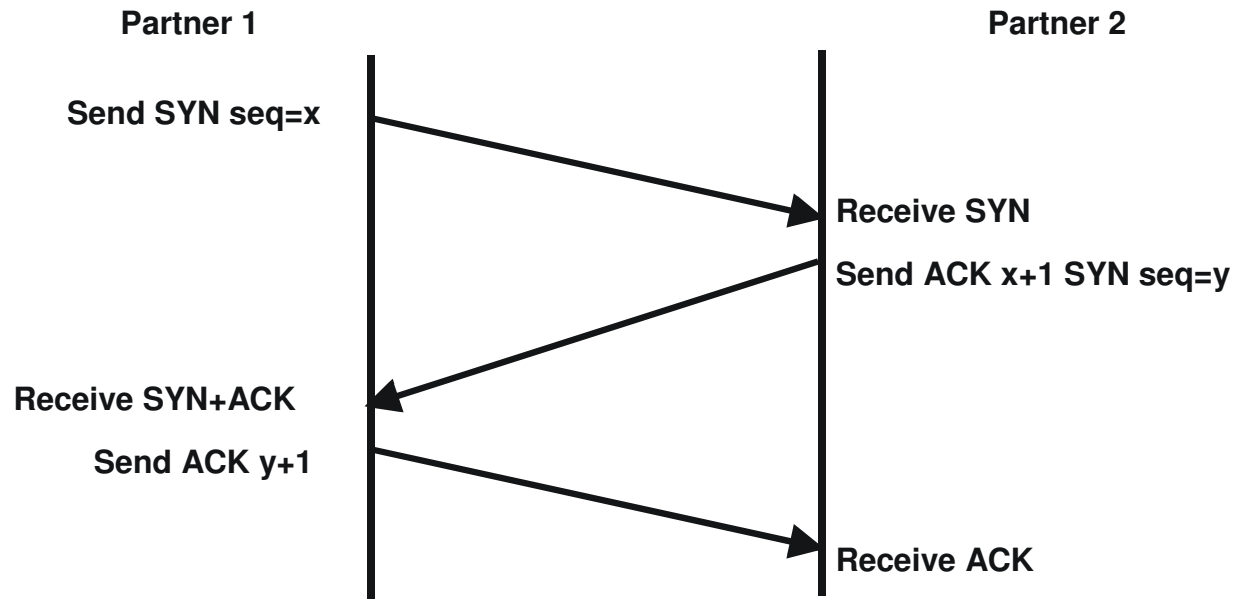 Partner 1
Partner 2
Send SYN seq=x
Receive SYN
Send ACK x+1 SYN seq=y
Receive SYN+ACK
Send ACK y+1
Receive ACK